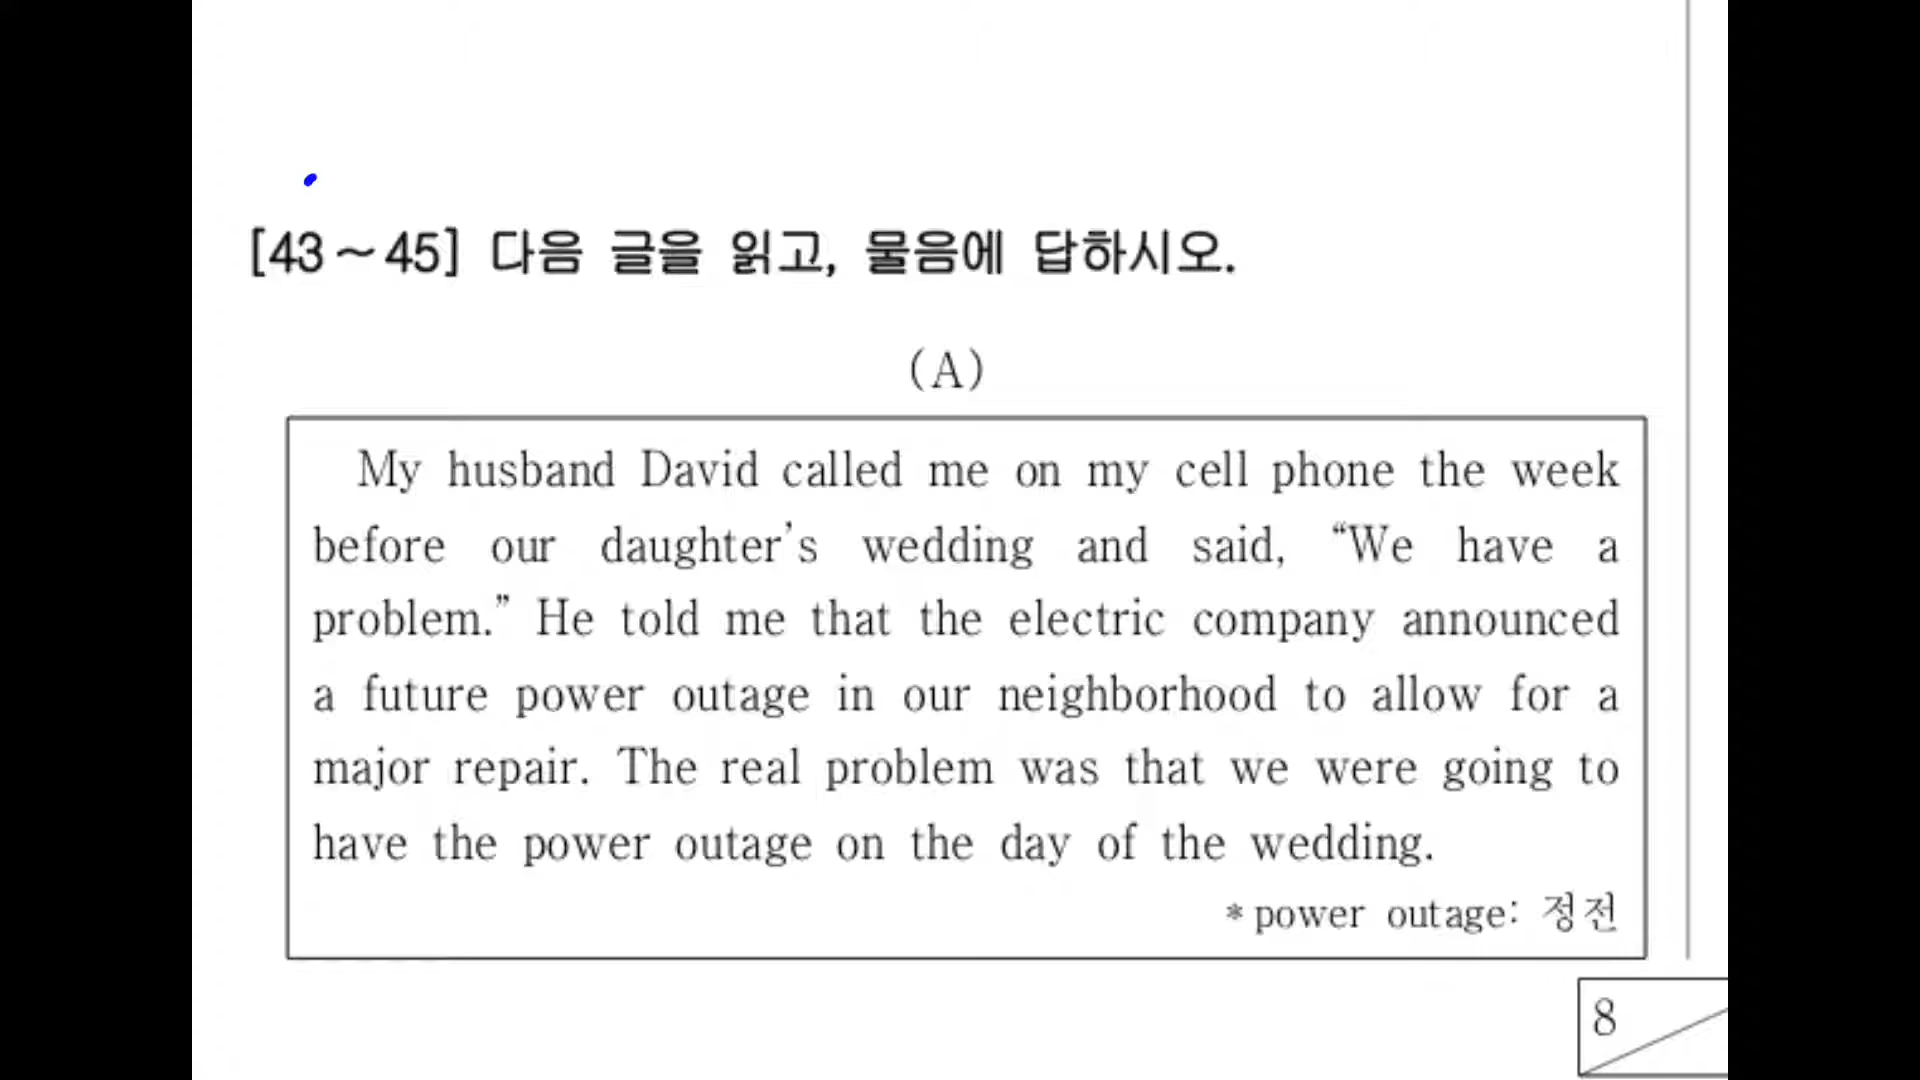 [43～45] 다음 글을 읽고, 물음에 답하시오.
(A)
My husband David called me on my cell phone the week
before our daughter’s wedding and said, “We have a
problem.” He told me that the electric company announced
a future power outage in our neighborhood to allow for a
major repair. The real problem was that we were going to
have the power outage on the day of the wedding.
*power outage: 정전
8